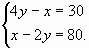 4y − x = 30
x − 2y = 80.